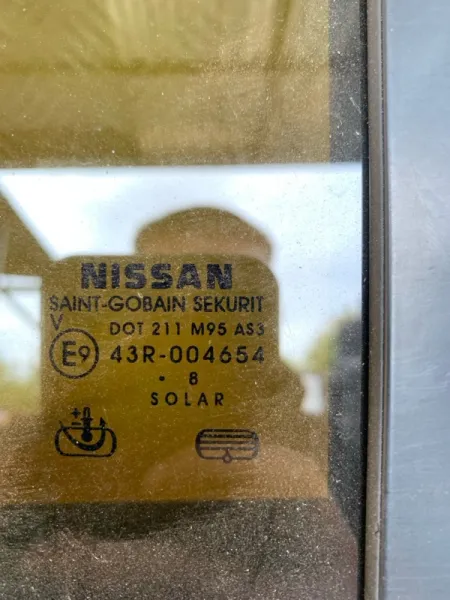 NISSAN
SAINT-GOBAIN SEKURIT
V
DOT 211 M95 AS3
E9 43R-004654
. 8
SOLAR